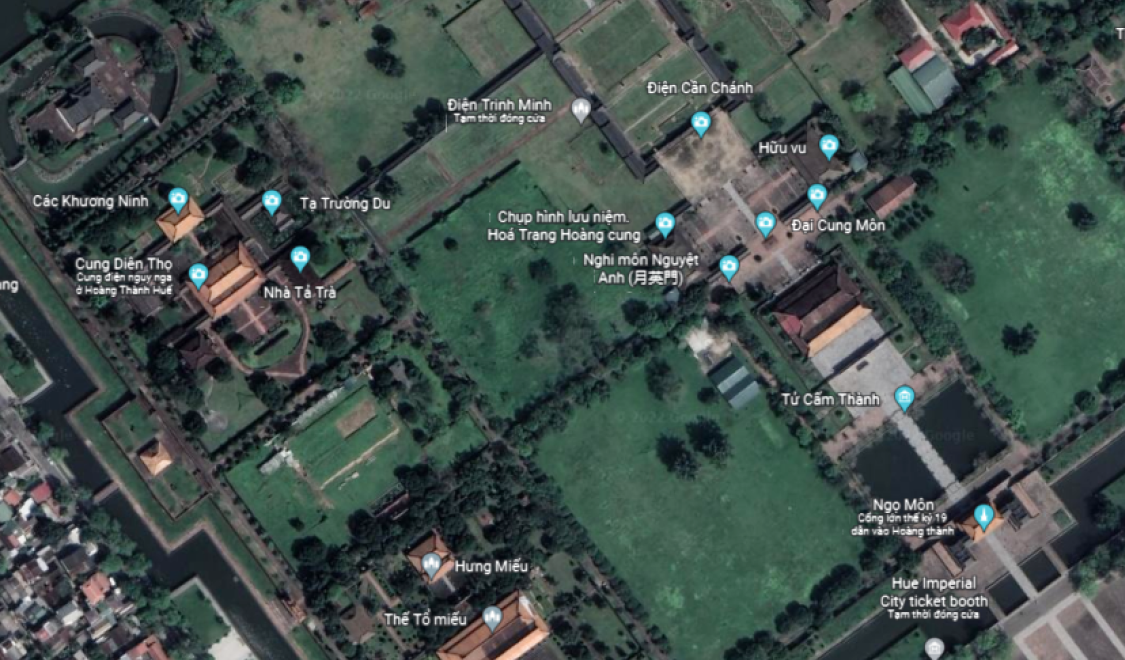 Điện Cần Chánh
Điện Trinh Minh
Tạm thời đóng cửa
Hữu vu
Các Khương Ninh
Tạ Trường Du
Chụp hình lưu niệm.
Hoá Trang Hoàng cung
Đại Cung Môn
Nghi môn Nguyệt
Anh (月英門)
Cung Diên Thọ
Cung điện nguy nga
ở Hoàng Thành Huế
Nhà Tả Trà
Tử Cấm Thành
Google
Ngọ Môn
Cổng lớn thế kỷ 19
dẫn vào Hoàng thành
Hưng Miếu
Hue Imperial
City ticket booth
Tạm thời đóng cửa
Thế Tổ miếu